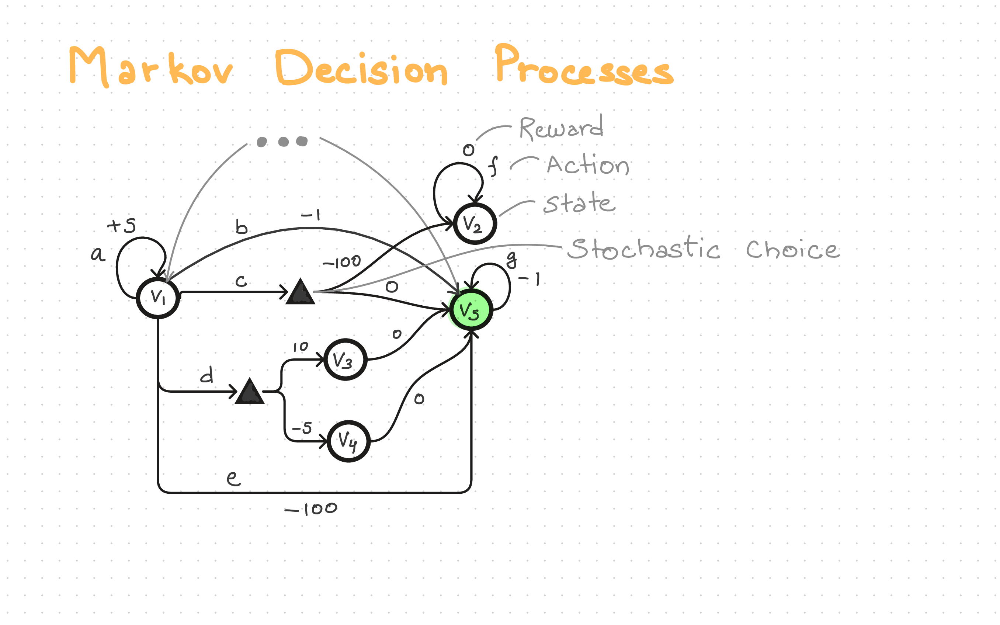 Markov Decision Processes
Reward
0
f
Action
State
V2
+5
a
b
-1
-100
Stochastic Choice
g
-1
c
0
V1
V5
10
0
V3
d
0
-5
V4
e
-100